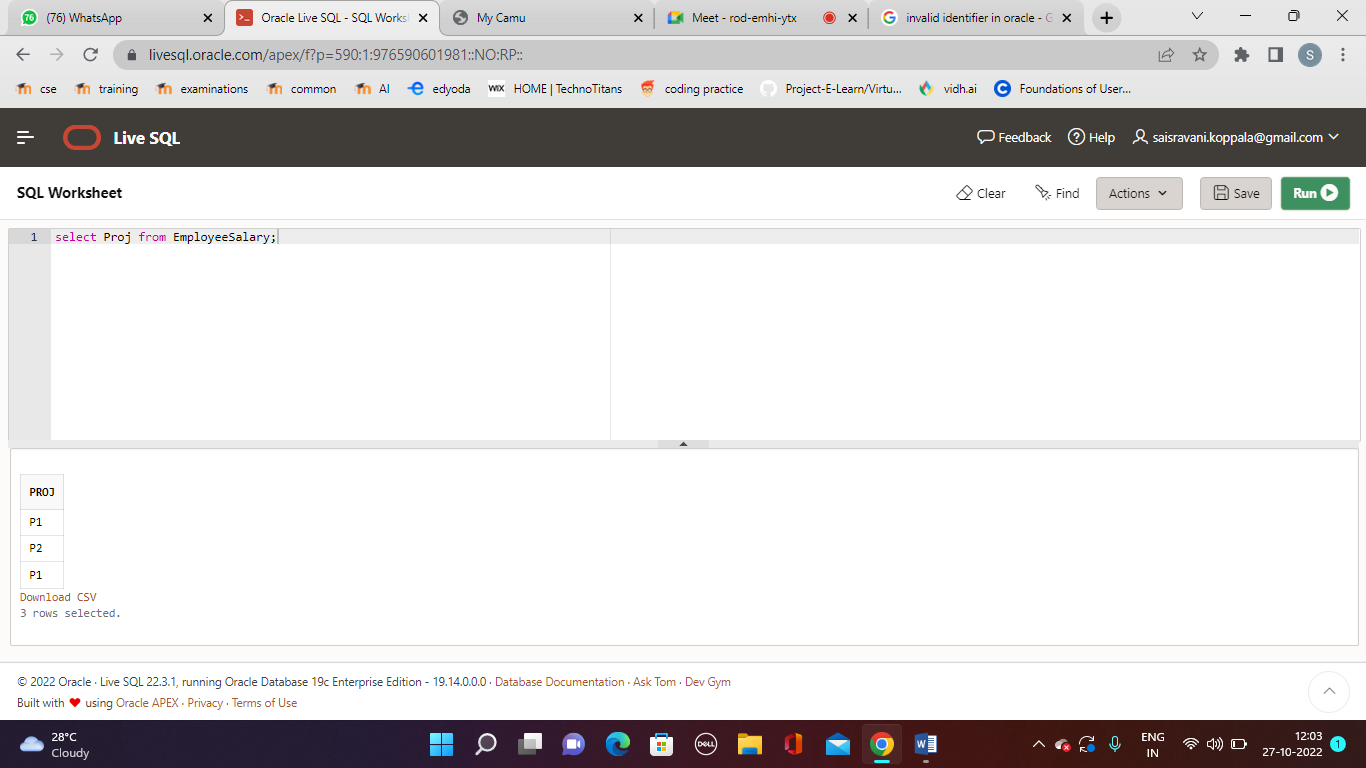 (76) WhatsApp
Oracle Live SQL - SQL Works
My Camu
Meet - rod-emhi-ytx
invalid identifier in oracle - G
livesql.oracle.com/apex/f?p=590:1:976590601981::NO:RP::
S
cse
training
examinations
common
AI
edyoda
WIX HOME | TechnoTitans
coding practice
Project-E-Learn/Virtu...
vidh.ai
Foundations of User...
Live SQL
Feedback
Help
saisravani.koppala@gmail.com
SQL Worksheet
Clear
Find
Actions
Save
Run
1 select Proj from EmployeeSalary;
PROJ
P1
P2
P1
Download CSV
3 rows selected.
© 2022 Oracle · Live SQL 22.3.1, running Oracle Database 19c Enterprise Edition - 19.14.0.0.0 · Database Documentation · Ask Tom · Dev Gym
Built with ❤ using Oracle APEX · Privacy · Terms of Use
28°C
Cloudy
DELL
ENG
IN
12:03
27-10-2022
1